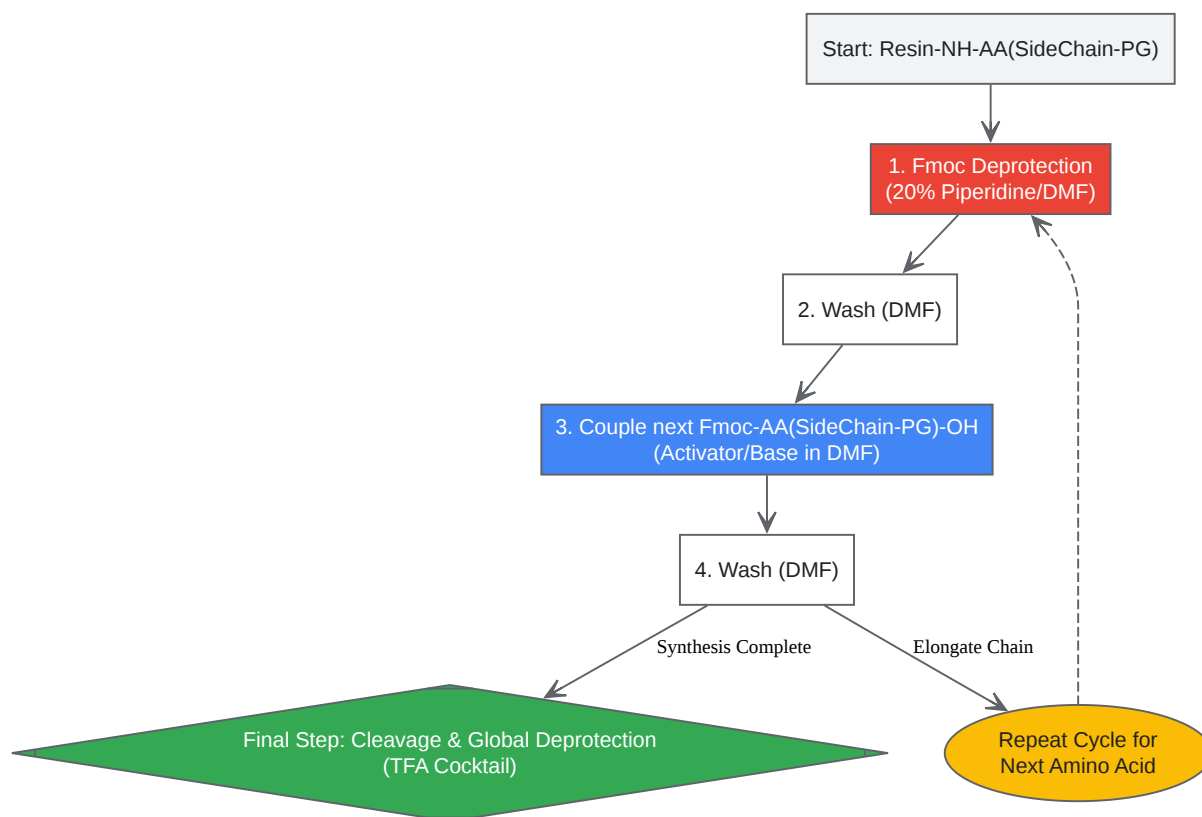 Start: Resin-NH-AA(SideChain-PG)
1. Fmoc Deprotection
(20% Piperidine/DMF)
2. Wash (DMF)
3. Couple next Fmoc-AA(SideChain-PG)-OH
(Activator/Base in DMF)
4. Wash (DMF)
Synthesis Complete
Elongate Chain
Final Step: Cleavage & Global Deprotection
(TFA Cocktail)
Repeat Cycle for
Next Amino Acid